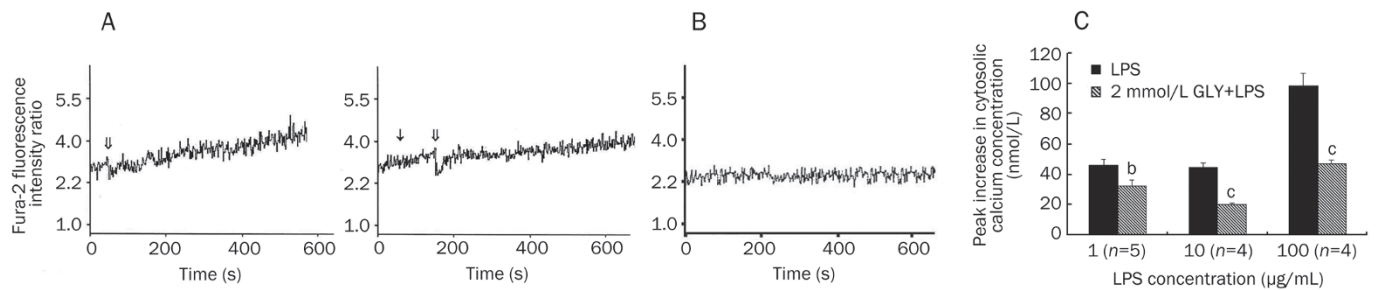 A
Fura-2 fluorescence
intensity ratio
5.5
4.0
2.2
1.0
0 200 400 600
Time (s)
5.5
4.0
2.2
1.0
0 200 400 600
Time (s)
B
5.5
4.0
2.2
1.0
0 200 400 600
Time (s)
C
Peak increase in cytosolic
calcium concentration
(nmol/L)
120
100
80
60
40
20
0
LPS
2 mmol/L GLY+LPS
b
c
c
1 (n=5) 10 (n=4) 100 (n=4)
LPS concentration (μg/mL)